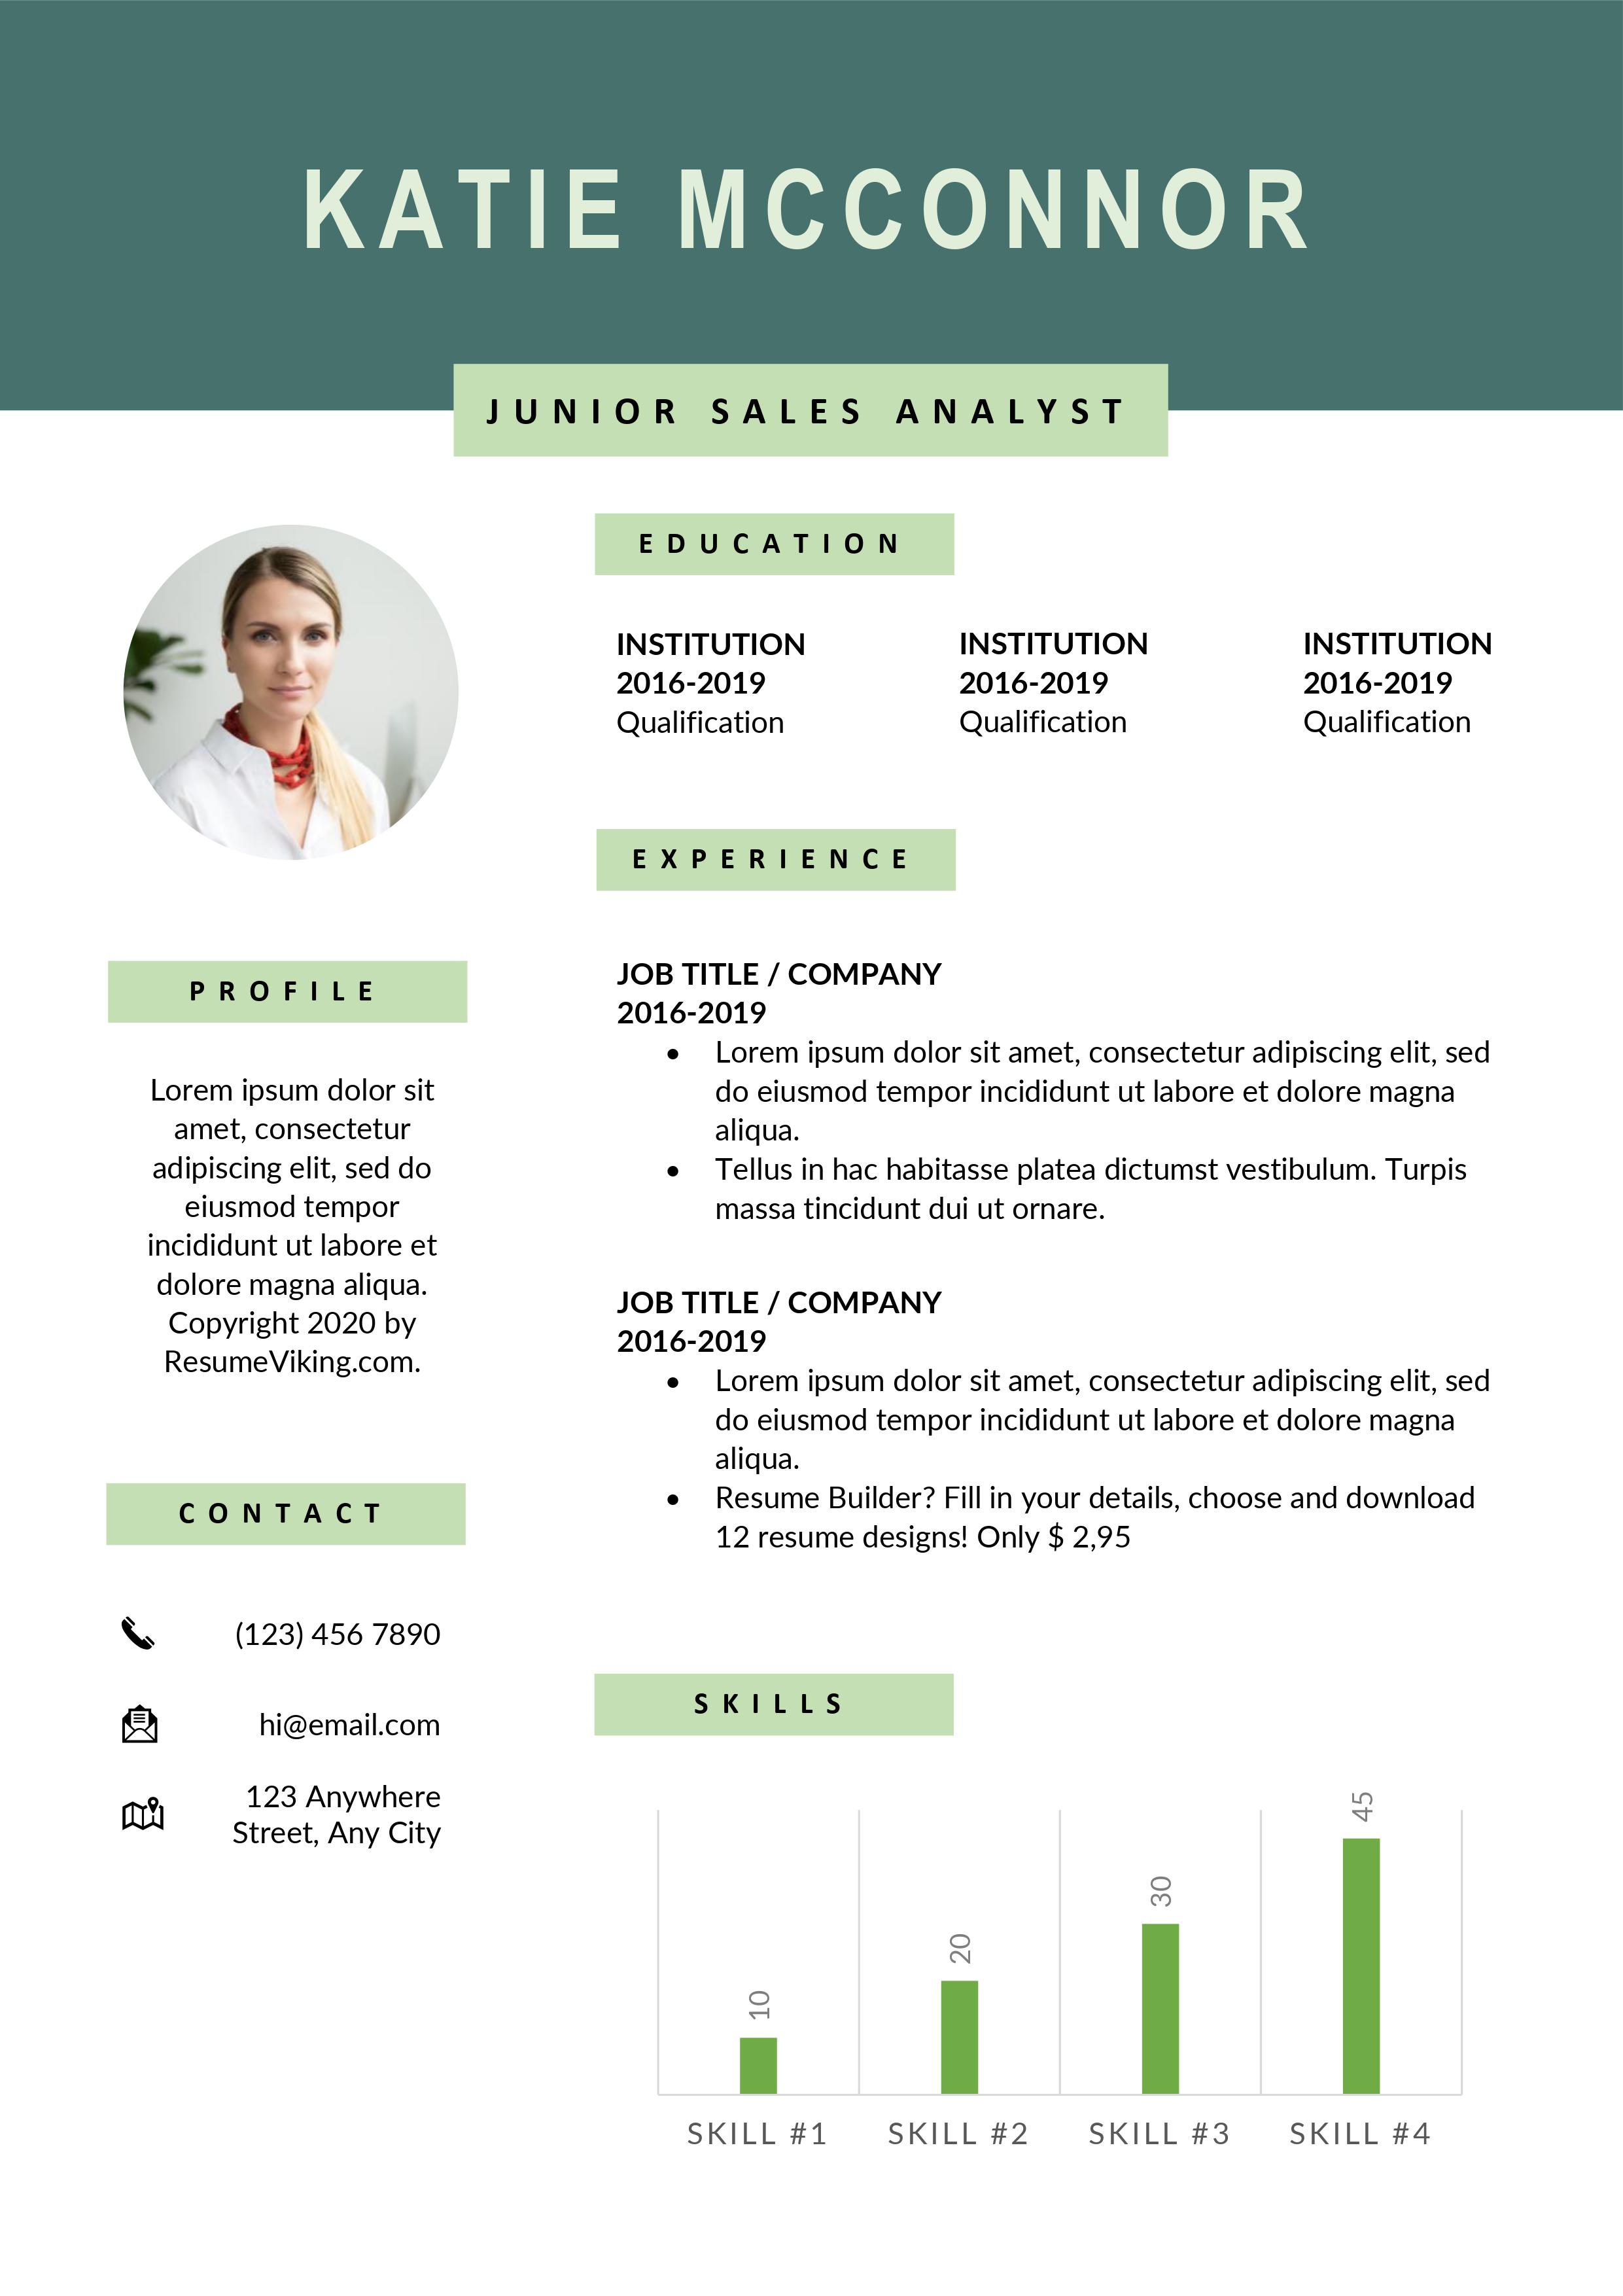 KATIE MCCONNOR
JUNIOR SALES ANALYST
PROFILE
Lorem ipsum dolor sit
amet, consectetur
adipiscing elit, sed do
eiusmod tempor
incididunt ut labore et
dolore magna aliqua.
Copyright 2020 by
ResumeViking.com.
CONTACT
(123) 456 7890
hi@email.com
123 Anywhere
Street, Any City
EDUCATION
INSTITUTION
2016-2019
Qualification
INSTITUTION
2016-2019
Qualification
INSTITUTION
2016-2019
Qualification
EXPERIENCE
JOB TITLE / COMPANY
2016-2019
• Lorem ipsum dolor sit amet, consectetur adipiscing elit, sed
do eiusmod tempor incididunt ut labore et dolore magna
aliqua.
• Tellus in hac habitasse platea dictumst vestibulum. Turpis
massa tincidunt dui ut ornare.
JOB TITLE / COMPANY
2016-2019
• Lorem ipsum dolor sit amet, consectetur adipiscing elit, sed
do eiusmod tempor incididunt ut labore et dolore magna
aliqua.
• Resume Builder? Fill in your details, choose and download
12 resume designs! Only $ 2,95
SKILLS
10
20
30
45
SKILL #1
SKILL #2
SKILL #3
SKILL #4